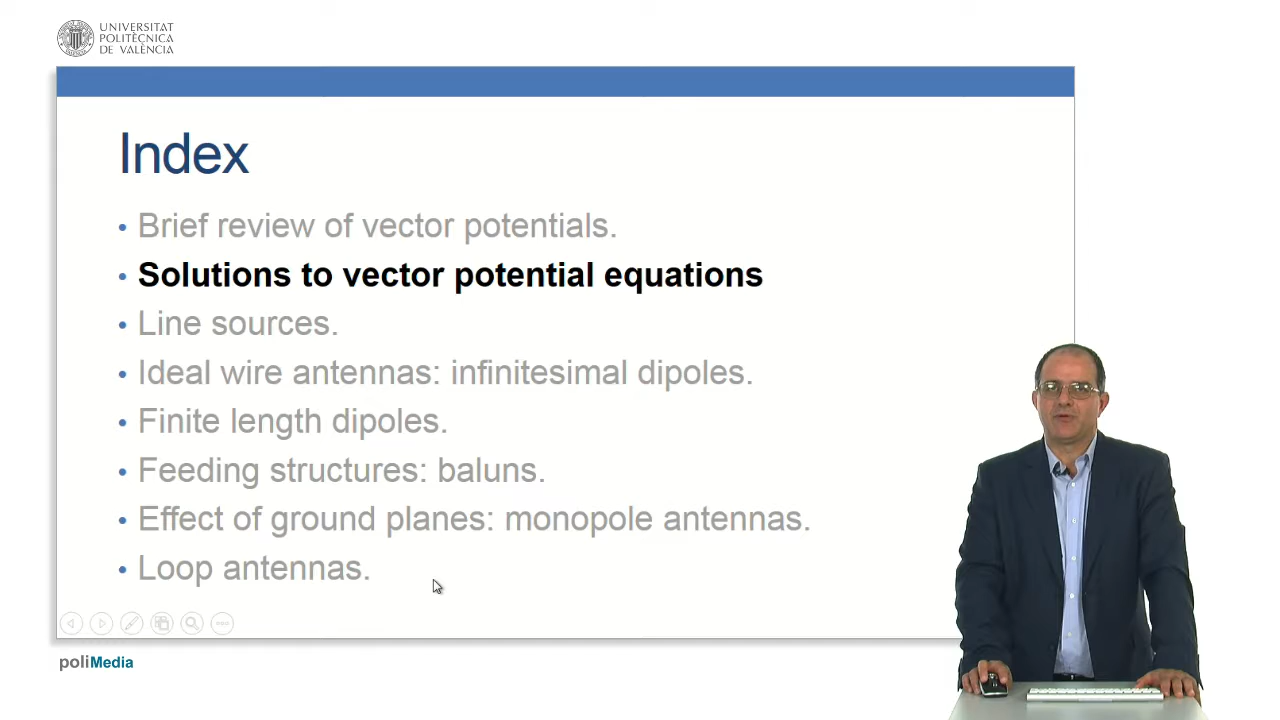 UNIVERSITAT
POLITÈCNICA
DE VALÈNCIA
Index
• Brief review of vector potentials.
• Solutions to vector potential equations
• Line sources.
• Ideal wire antennas: infinitesimal dipoles.
• Finite length dipoles.
• Feeding structures: baluns.
• Effect of ground planes: monopole antennas.
• Loop antennas.
poliMedia